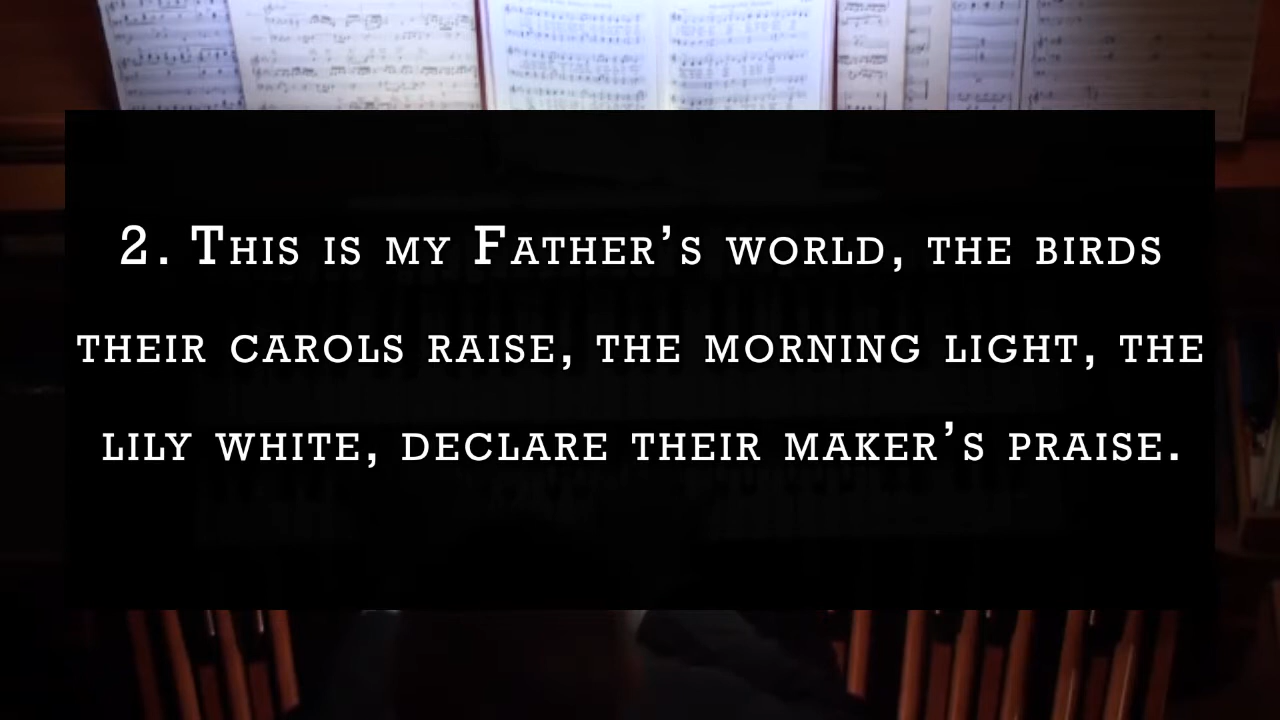 2. This is my Father’s world, the birds
their carols raise, the morning light, the
lily white, declare their maker’s praise.